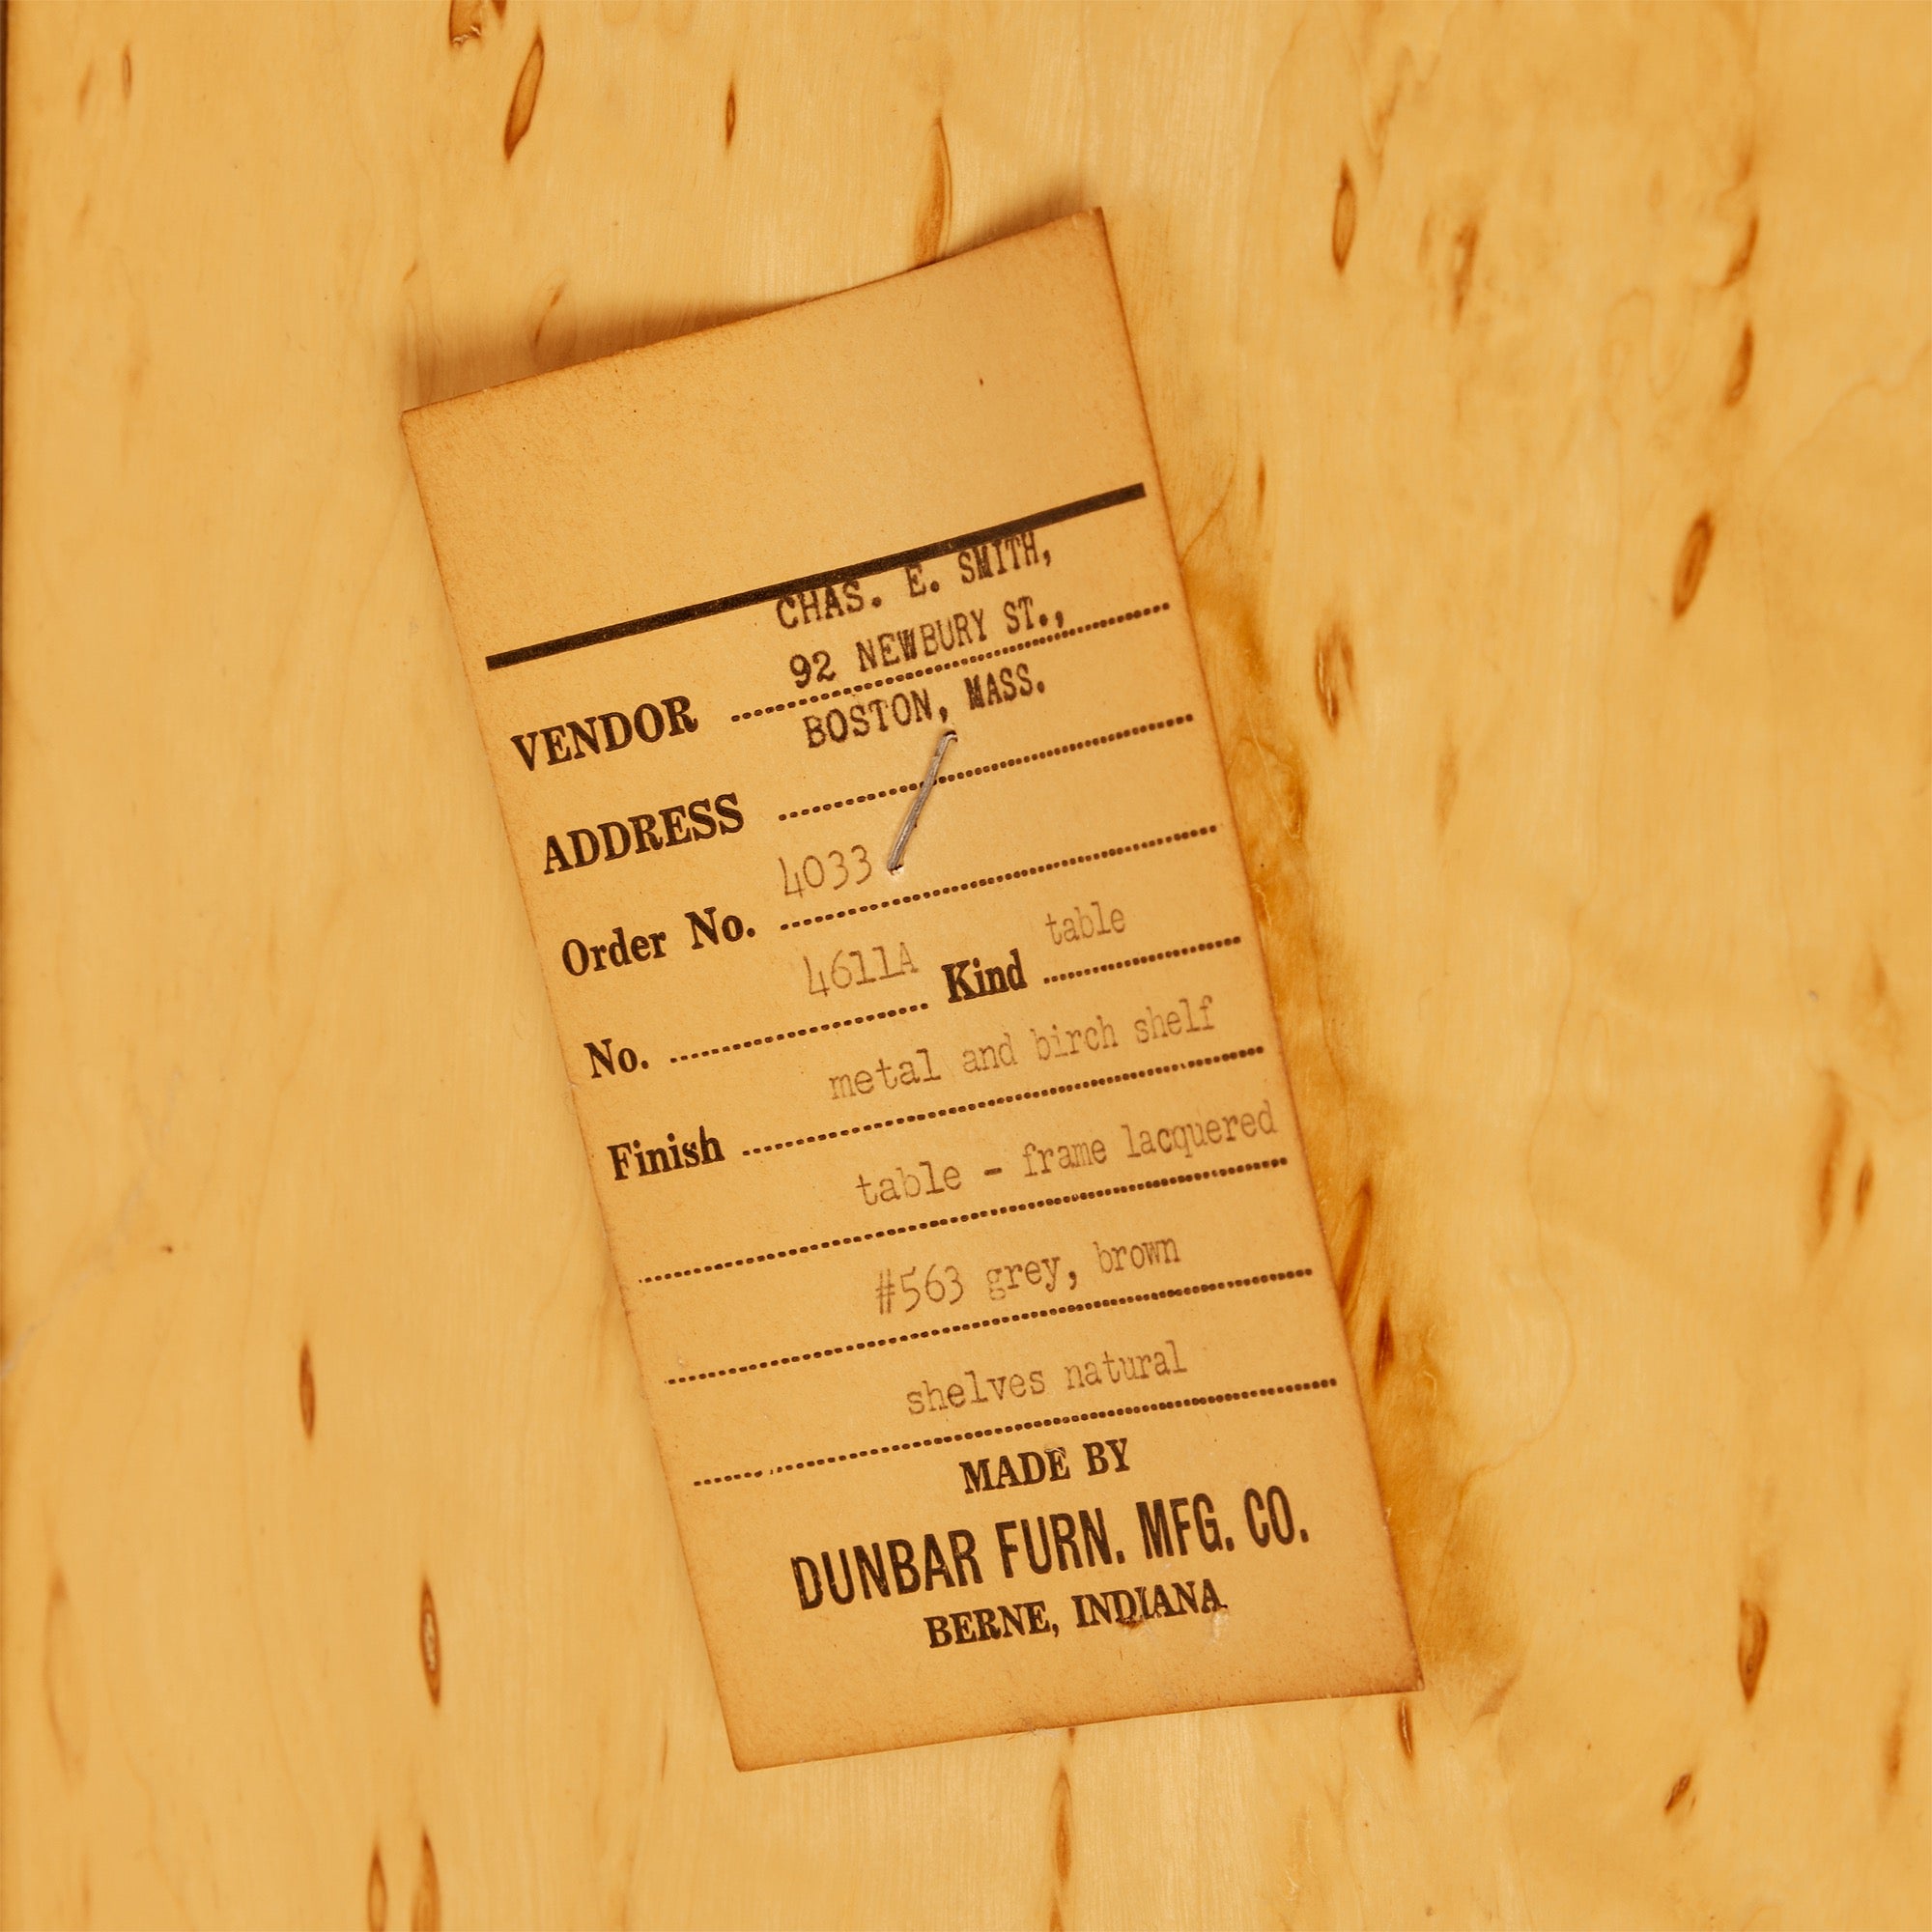 CHAS. E. SMITH,
VENDOR 92 NEWBURY ST.,
BOSTON, MASS.
ADDRESS
Order No. 4033
No. 4611A Kind table
Finish metal and birch shelf
table - frame lacquered
#563 grey, brown
shelves natural
MADE BY
DUNBAR FURN. MFG. CO.
BERNE, INDIANA